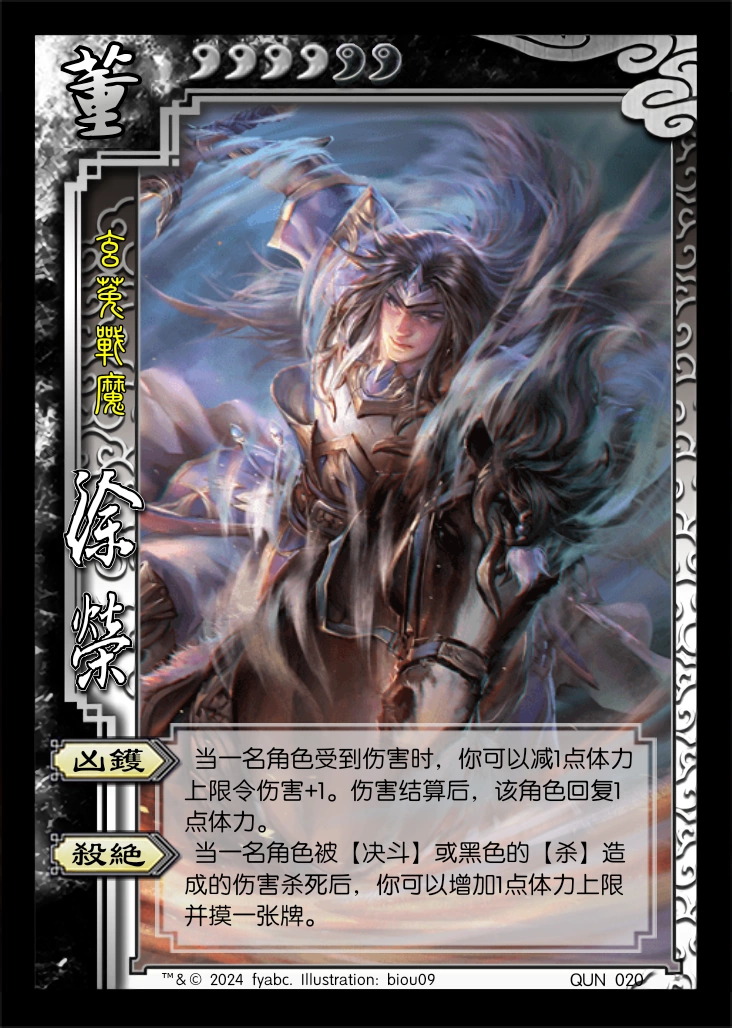 董
玄菟戰魔
徐榮
凶鑊
当一名角色受到伤害时，你可以减1点体力
上限令伤害+1。伤害结算后，该角色回复1
点体力。
殺絕
当一名角色被【决斗】或黑色的【杀】造
成的伤害杀死后，你可以增加1点体力上限
并摸一张牌。
™&© 2024 fyabc. Illustration: biou09
QUN 020